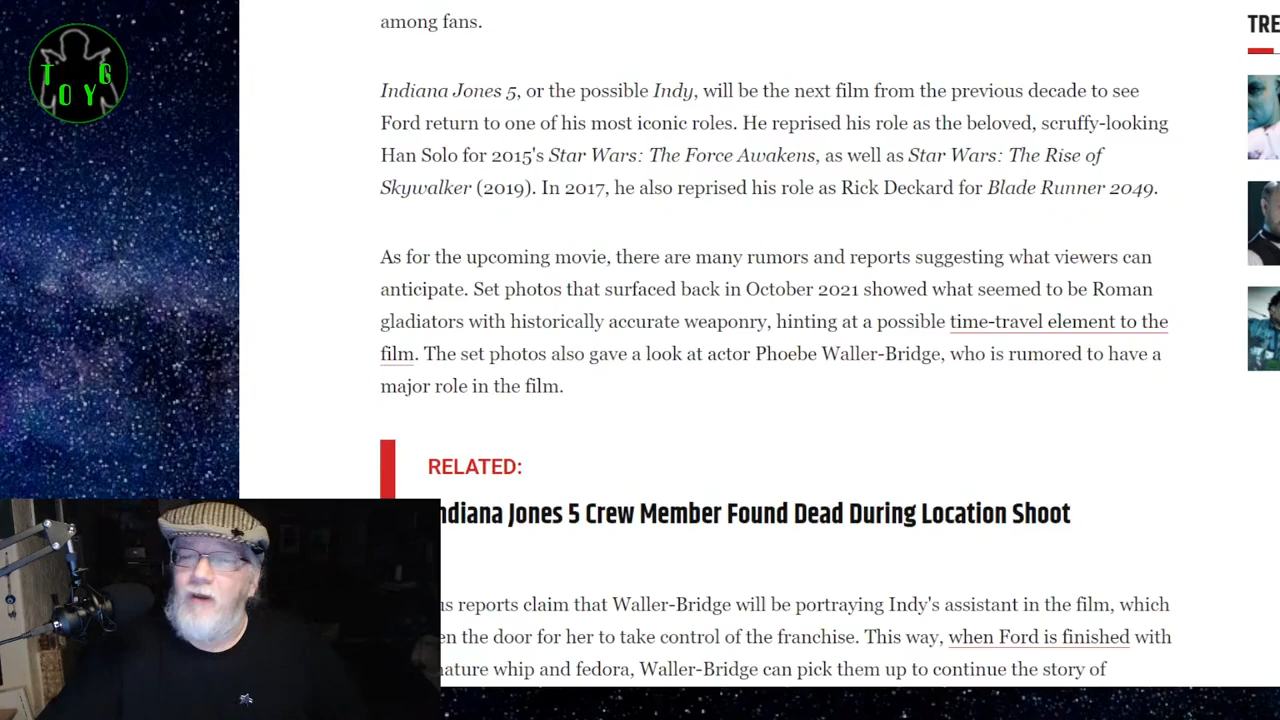 TOYG
among fans.
TRE
Indiana Jones 5, or the possible Indy, will be the next film from the previous decade to see
Ford return to one of his most iconic roles. He reprised his role as the beloved, scruffy-looking
Han Solo for 2015's Star Wars: The Force Awakens, as well as Star Wars: The Rise of
Skywalker (2019). In 2017, he also reprised his role as Rick Deckard for Blade Runner 2049.
As for the upcoming movie, there are many rumors and reports suggesting what viewers can
anticipate. Set photos that surfaced back in October 2021 showed what seemed to be Roman
gladiators with historically accurate weaponry, hinting at a possible time-travel element to the
film. The set photos also gave a look at actor Phoebe Waller-Bridge, who is rumored to have a
major role in the film.
RELATED:
ndiana Jones 5 Crew Member Found Dead During Location Shoot
us reports claim that Waller-Bridge will be portraying Indy's assistant in the film, which
en the door for her to take control of the franchise. This way, when Ford is finished with
nature whip and fedora, Waller-Bridge can pick them up to continue the story of